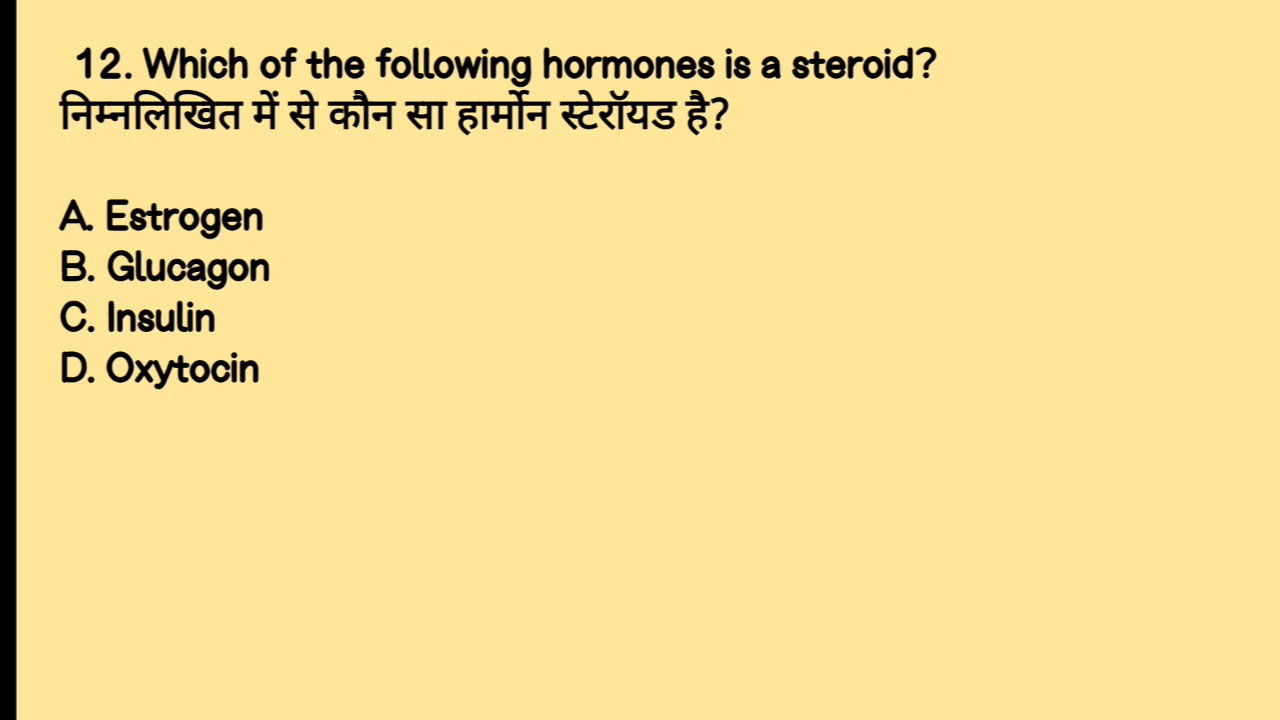 12. Which of the following hormones is a steroid?
निम्नलिखित में से कौन सा हार्मोन स्टेरॉयड है?
A. Estrogen
B. Glucagon
C. Insulin
D. Oxytocin